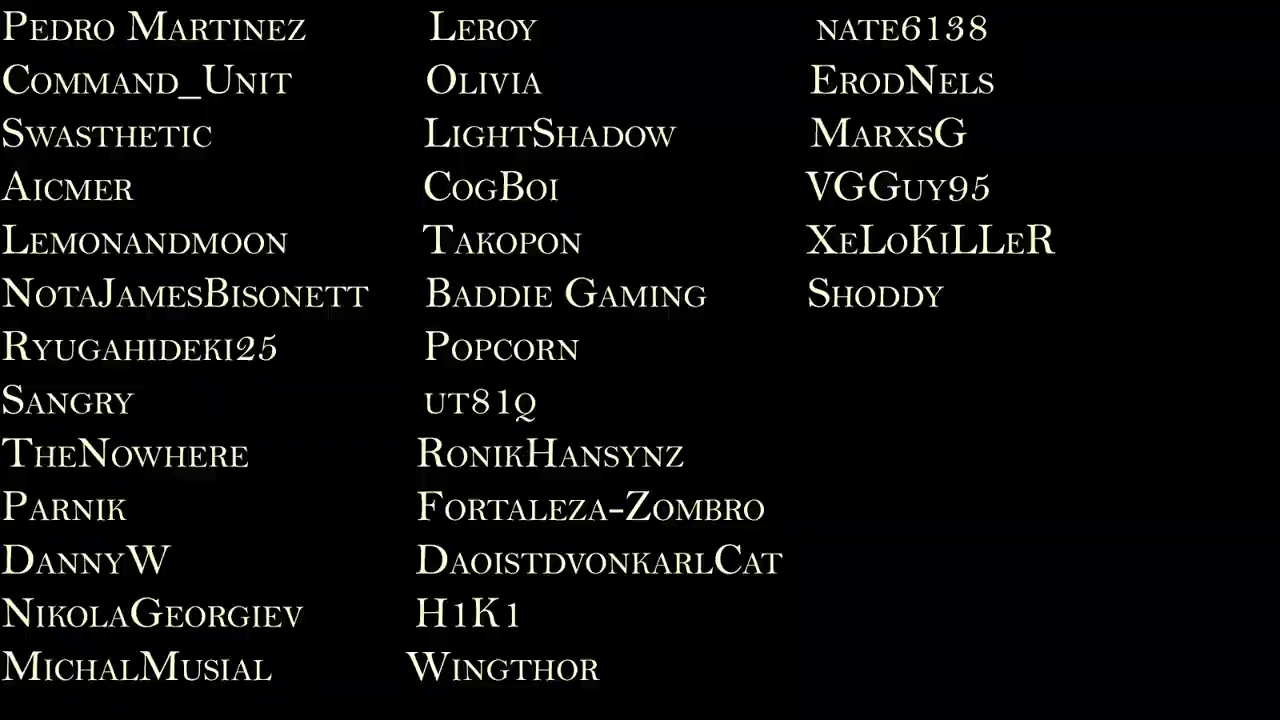 Pedro Martinez
Command_Unit
Swasthetic
Aicmer
Lemonandmoon
NotaJamesBisonett
Ryugahideki25
Sangry
TheNowhere
Parnik
DannyW
NikolaGeorgiev
MichalMusial
Leroy
Olivia
LightShadow
CogBoi
Takopon
Baddie Gaming
Popcorn
ut81q
RonikHansynz
Fortaleza-Zombro
DaoistdvonkarlCat
H1K1
Wingthor
nate6138
ErodNels
MarxsG
VGGuy95
XeLoKiLLeR
Shoddy